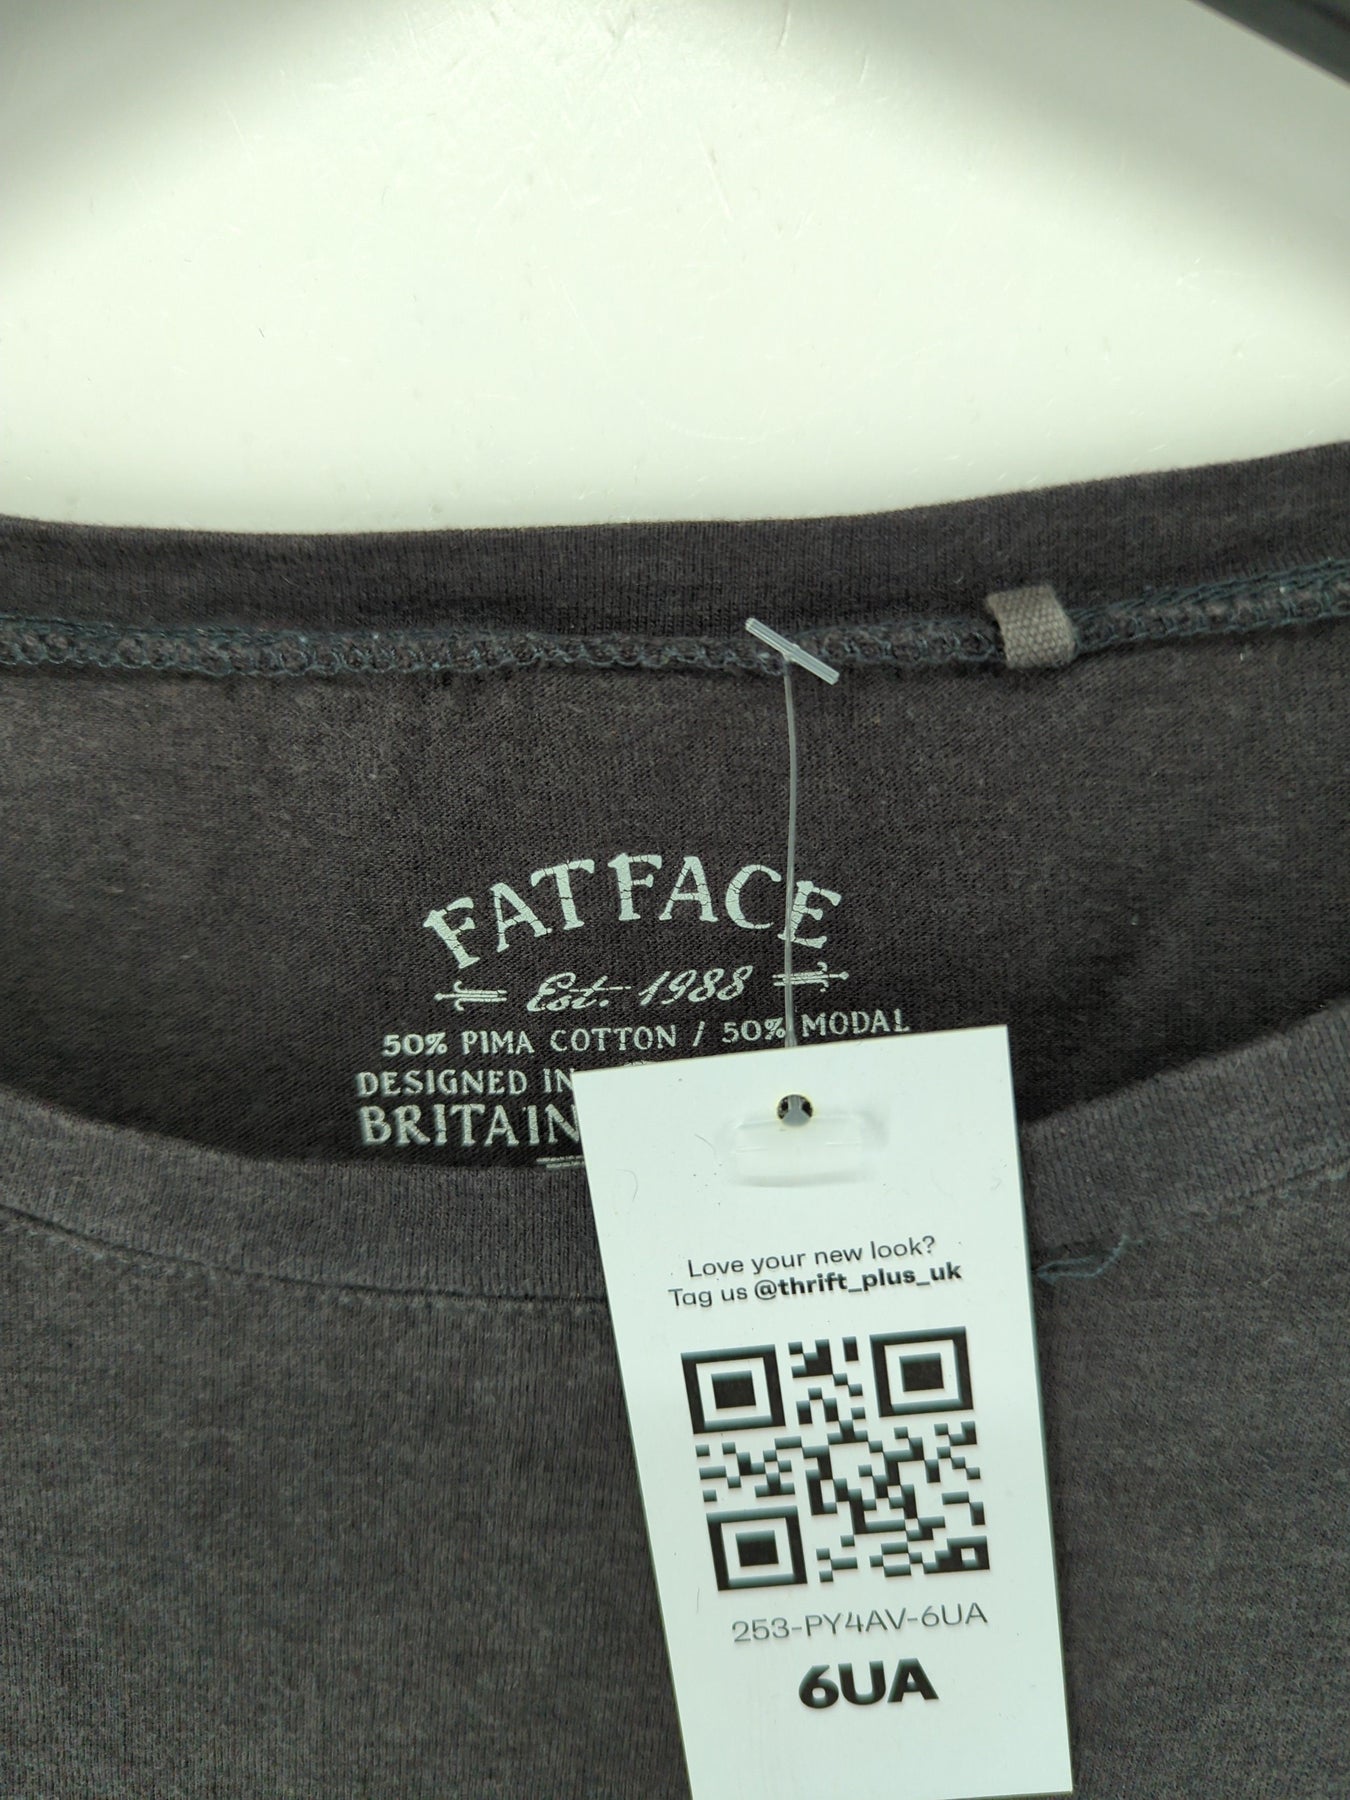 FATFACE
Est. 1988
50% PIMA COTTON / 50% MODAL
DESIGNED IN
BRITAIN
Love your new look?
Tag us @thrift_plus_uk
253-PY4AV-6UA
6UA